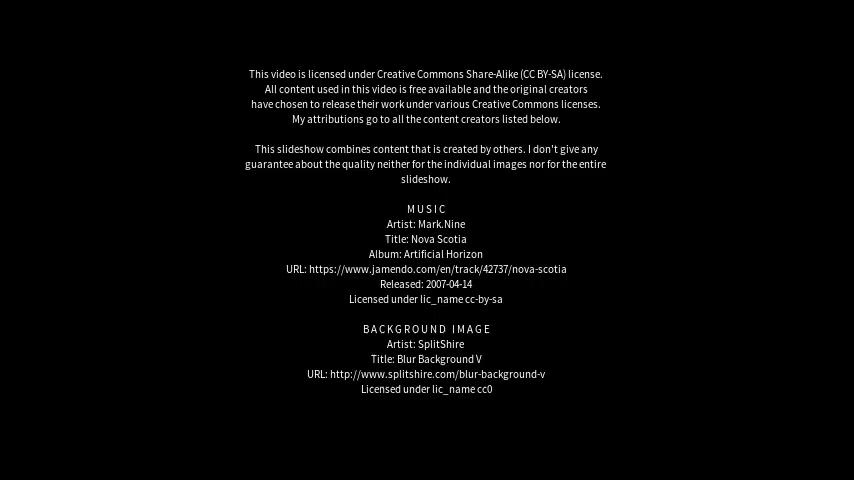 This video is licensed under Creative Commons Share-Alike (CC BY-SA) license.
All content used in this video is free available and the original creators
have chosen to release their work under various Creative Commons licenses.
My attributions go to all the content creators listed below.
This slideshow combines content that is created by others. I don't give any
guarantee about the quality neither for the individual images nor for the entire
slideshow.
MUSIC
Artist: Mark.Nine
Title: Nova Scotia
Album: Artificial Horizon
URL: https://www.jamendo.com/en/track/42737/nova-scotia
Released: 2007-04-14
Licensed under lic_name cc-by-sa
BACKGROUND IMAGE
Artist: SplitShire
Title: Blur Background V
URL: http://www.splitshire.com/blur-background-v
Licensed under lic_name cc0